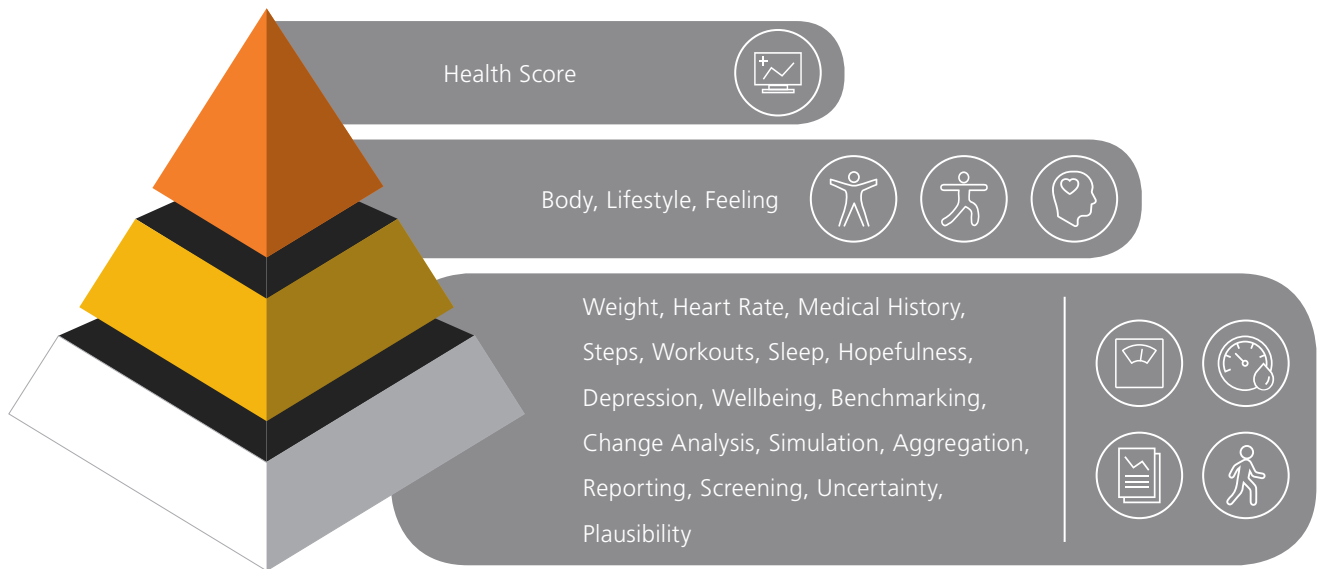 Health Score
Body, Lifestyle, Feeling
Weight, Heart Rate, Medical History,
Steps, Workouts, Sleep, Hopefulness,
Depression, Wellbeing, Benchmarking,
Change Analysis, Simulation, Aggregation,
Reporting, Screening, Uncertainty,
Plausibility